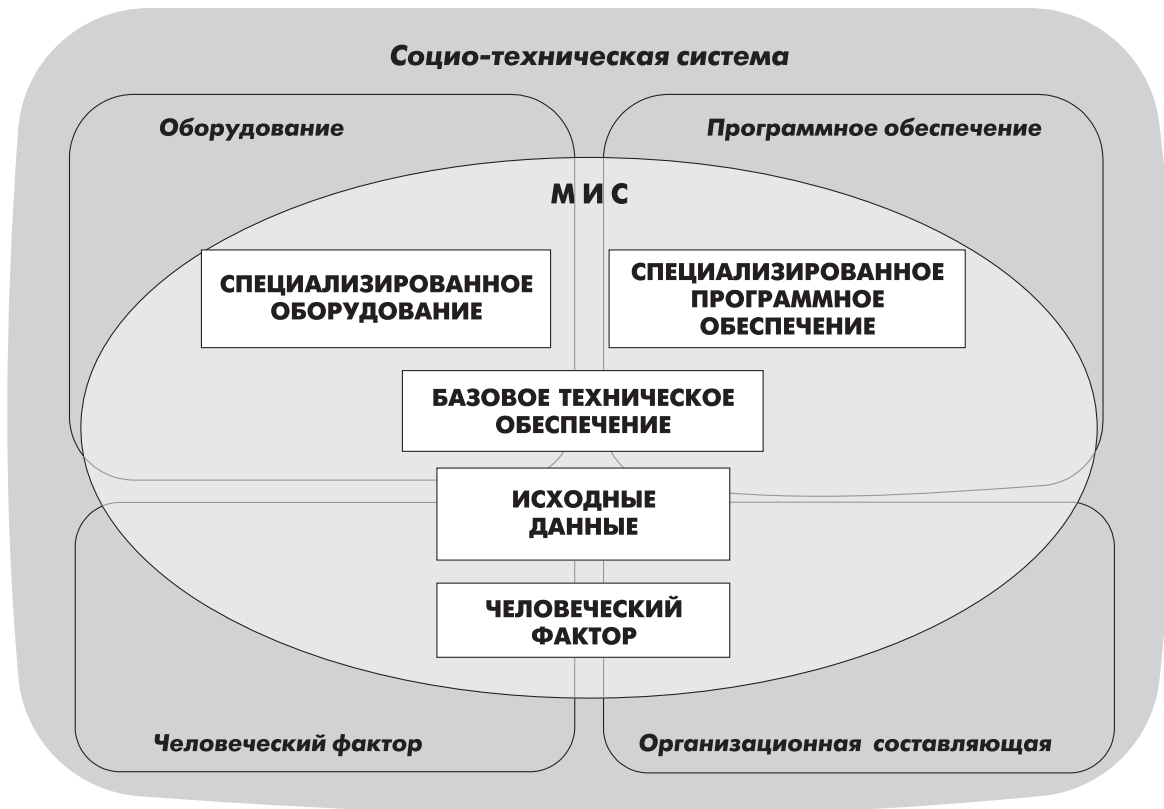 Социо-техническая система
Оборудование
Программное обеспечение
МИС
СПЕЦИАЛИЗИРОВАННОЕ
ОБОРУДОВАНИЕ
СПЕЦИАЛИЗИРОВАННОЕ
ПРОГРАММНОЕ
ОБЕСПЕЧЕНИЕ
БАЗОВОЕ ТЕХНИЧЕСКОЕ
ОБЕСПЕЧЕНИЕ
ИСХОДНЫЕ
ДАННЫЕ
ЧЕЛОВЕЧЕСКИЙ
ФАКТОР
Человеческий фактор
Организационная составляющая